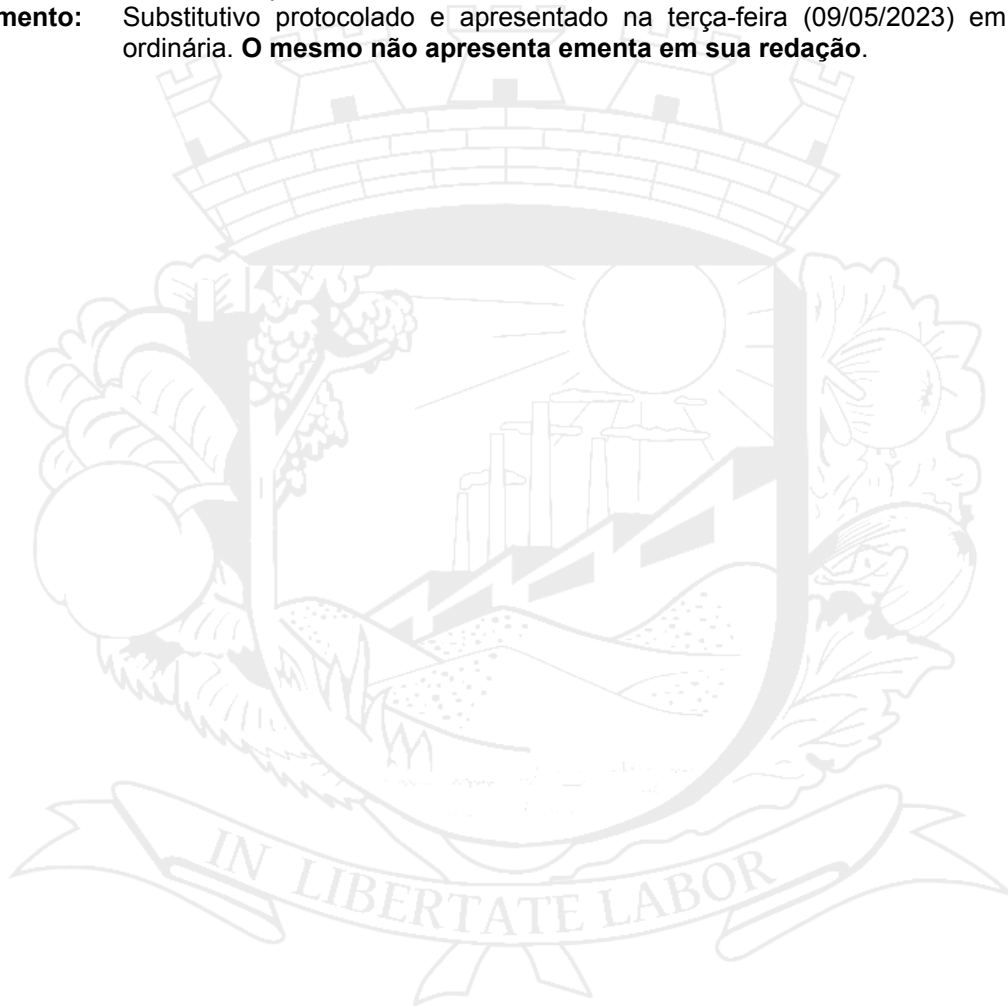 mento: Substitutivo protocolado e apresentado na terça-feira (09/05/2023) em
ordinária. O mesmo não apresenta ementa em sua redação.
IN LIBERTATE LABOR